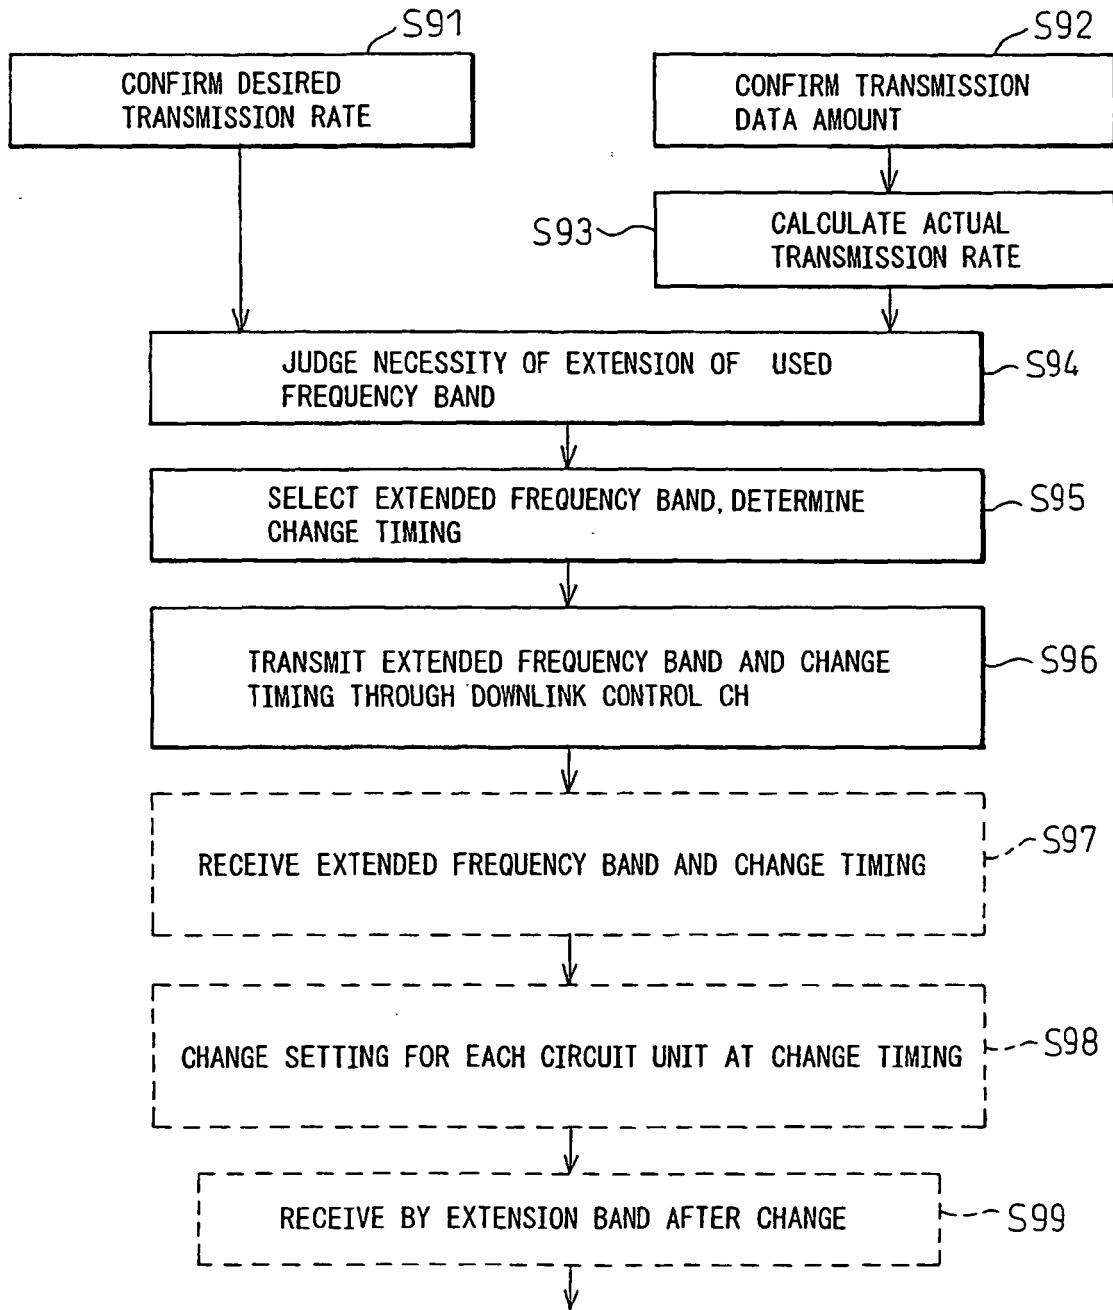 S91
S92
CONFIRM DESIRED
TRANSMISSION RATE
CONFIRM TRANSMISSION
DATA AMOUNT
S93
CALCULATE ACTUAL
TRANSMISSION RATE
JUDGE NECESSITY OF EXTENSION OF USED
FREQUENCY BAND
S94
SELECT EXTENDED FREQUENCY BAND, DETERMINE
CHANGE TIMING
S95
TRANSMIT EXTENDED FREQUENCY BAND AND CHANGE
TIMING THROUGH DOWNLINK CONTROL CH
S96
RECEIVE EXTENDED FREQUENCY BAND AND CHANGE TIMING
S97
CHANGE SETTING FOR EACH CIRCUIT UNIT AT CHANGE TIMING
S98
RECEIVE BY EXTENSION BAND AFTER CHANGE
S99